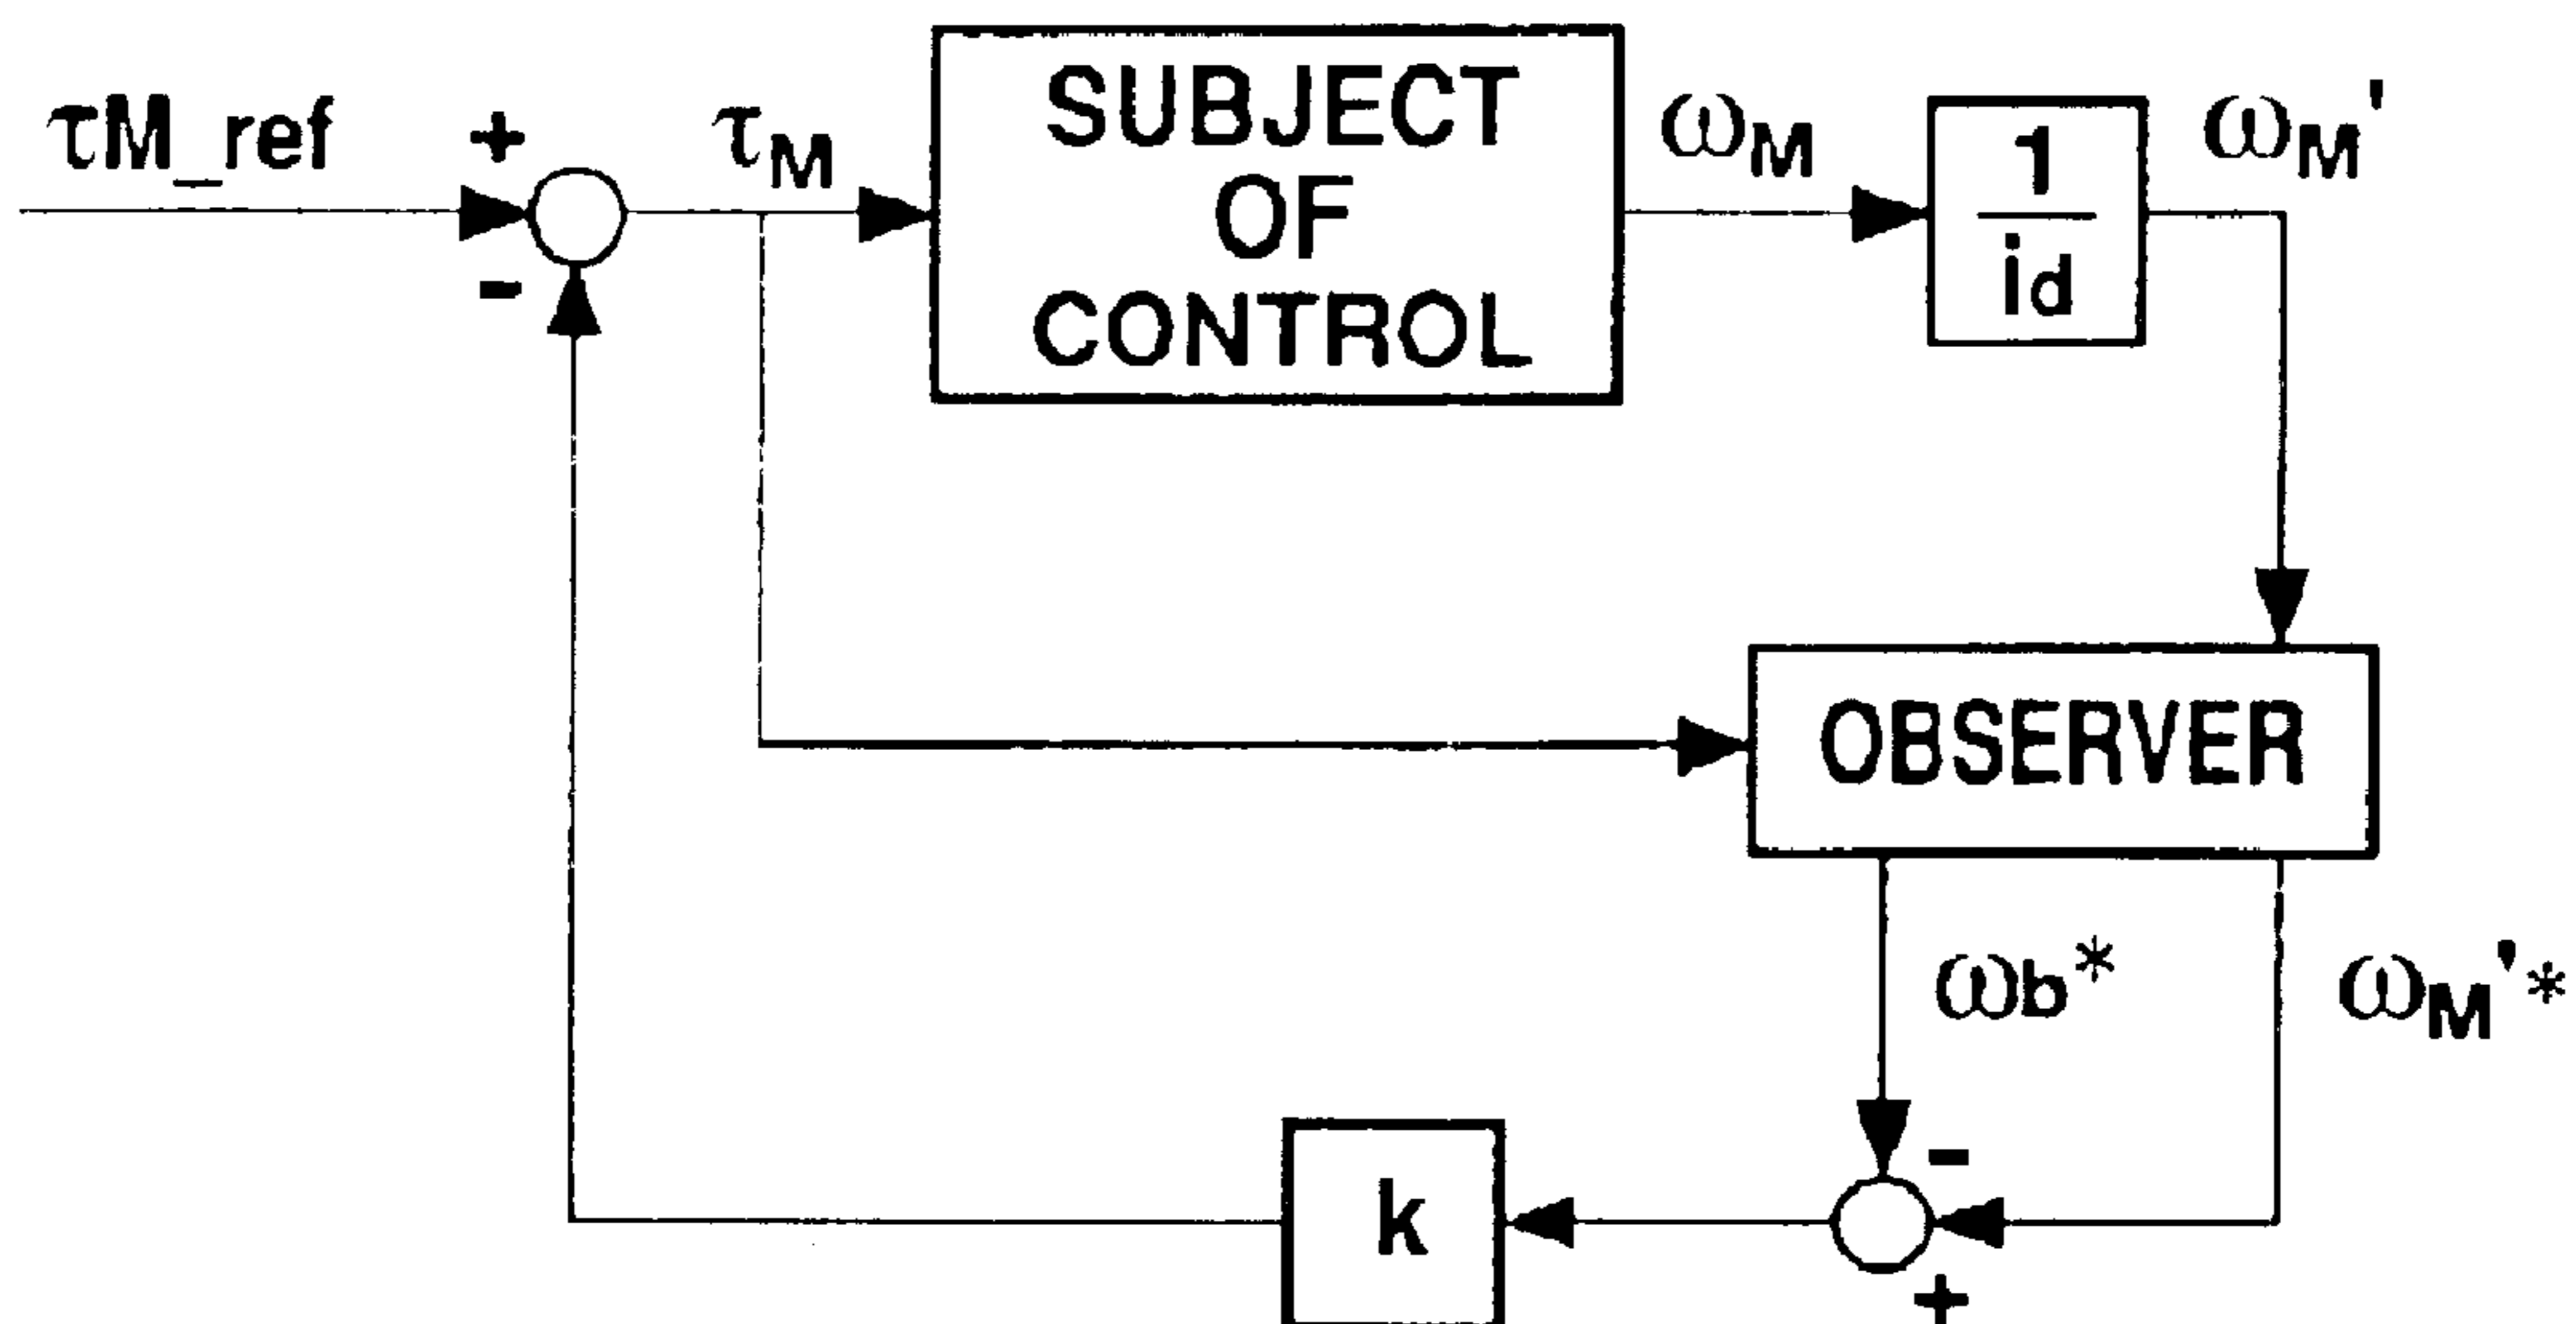 τM_ref
+
-
τM
SUBJECT
OF
CONTROL
ωM
1
id
ωM'
OBSERVER
ωb*
ωM'*
-
+
k